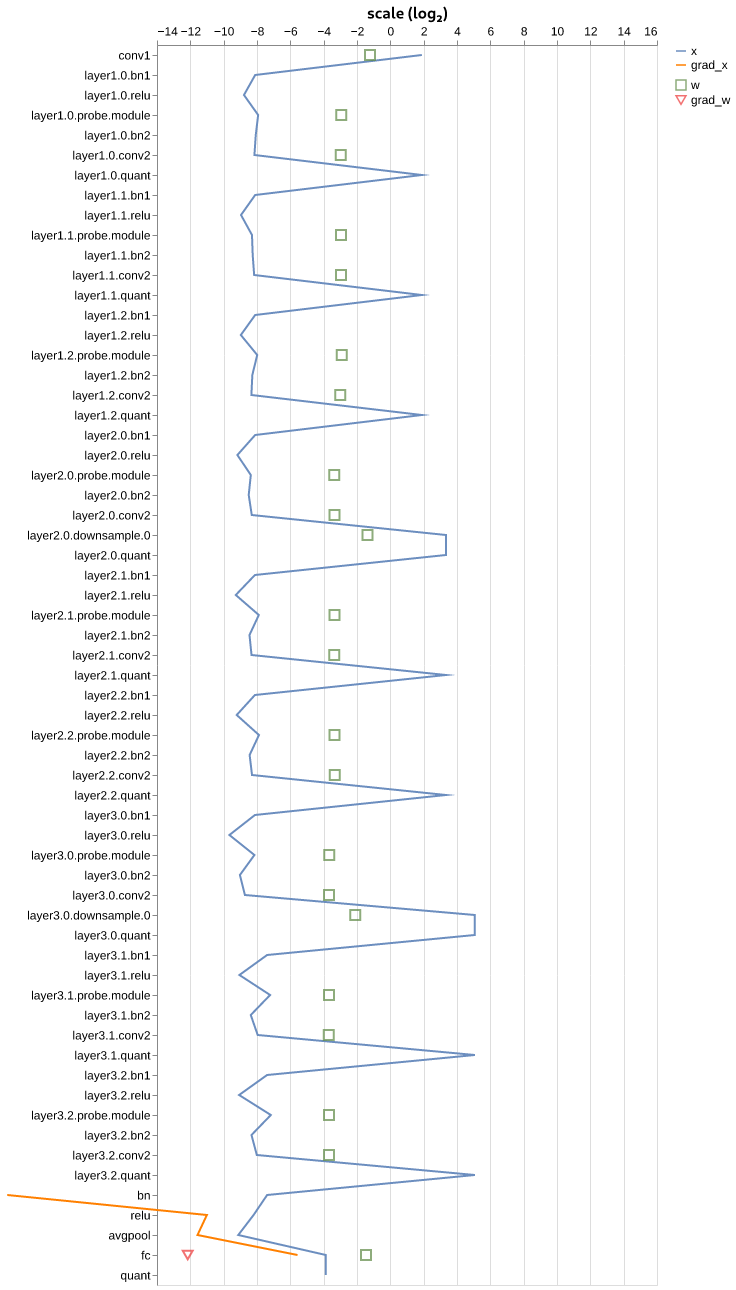 scale (log₂)
−14 −12 −10 −8 −6 −4 −2 0 2 4 6 8 10 12 14 16
x
grad_x
w
grad_w
conv1
layer1.0.bn1
layer1.0.relu
layer1.0.probe.module
layer1.0.bn2
layer1.0.conv2
layer1.0.quant
layer1.1.bn1
layer1.1.relu
layer1.1.probe.module
layer1.1.bn2
layer1.1.conv2
layer1.1.quant
layer1.2.bn1
layer1.2.relu
layer1.2.probe.module
layer1.2.bn2
layer1.2.conv2
layer1.2.quant
layer2.0.bn1
layer2.0.relu
layer2.0.probe.module
layer2.0.bn2
layer2.0.conv2
layer2.0.downsample.0
layer2.0.quant
layer2.1.bn1
layer2.1.relu
layer2.1.probe.module
layer2.1.bn2
layer2.1.conv2
layer2.1.quant
layer2.2.bn1
layer2.2.relu
layer2.2.probe.module
layer2.2.bn2
layer2.2.conv2
layer2.2.quant
layer3.0.bn1
layer3.0.relu
layer3.0.probe.module
layer3.0.bn2
layer3.0.conv2
layer3.0.downsample.0
layer3.0.quant
layer3.1.bn1
layer3.1.relu
layer3.1.probe.module
layer3.1.bn2
layer3.1.conv2
layer3.1.quant
layer3.2.bn1
layer3.2.relu
layer3.2.probe.module
layer3.2.bn2
layer3.2.conv2
layer3.2.quant
bn
relu
avgpool
fc
quant